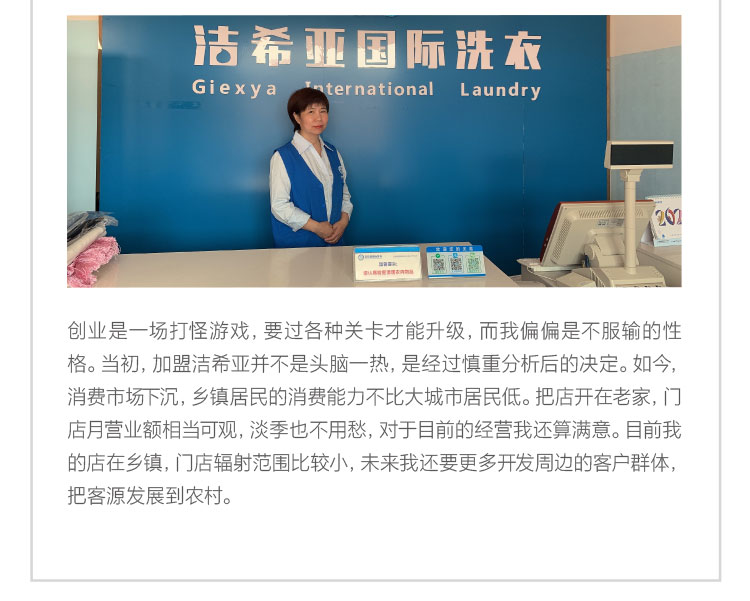 洁希亚国际洗衣
Giexya International Laundry
创业是一场打怪游戏，要过各种关卡才能升级，而我偏偏是不服输的性
格。当初，加盟洁希亚并不是头脑一热，是经过慎重分析后的决定。如今，
消费市场下沉，乡镇居民的消费能力不比大城市居民低。把店开在老家，门
店月营业额相当可观，淡季也不用愁，对于目前的经营我还算满意。目前我
的店在乡镇，门店辐射范围比较小，未来我还要更多开发周边的客户群体，
把客源发展到农村。